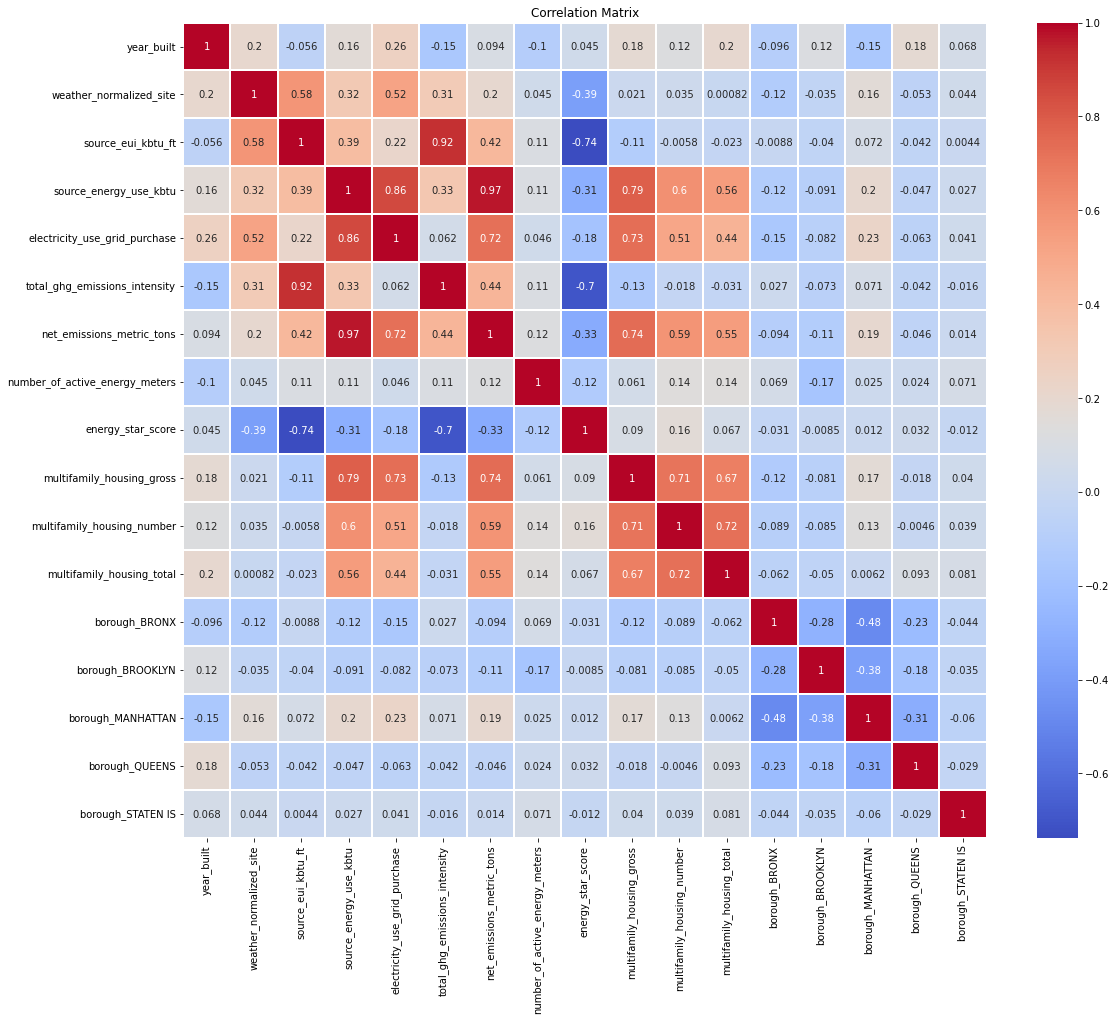 Correlation Matrix
year_built 1 0.2 -0.056 0.16 0.26 -0.15 0.094 -0.1 0.045 0.18 0.12 0.2 -0.096 0.12 -0.15 0.18 0.068
weather_normalized_site 0.2 1 0.58 0.32 0.52 0.31 0.2 0.045 -0.39 0.021 0.035 0.00082 -0.12 -0.035 0.16 -0.053 0.044
source_eui_kbtu_ft -0.056 0.58 1 0.39 0.22 0.92 0.42 0.11 -0.74 -0.11 -0.0058 -0.023 -0.0088 -0.04 0.072 -0.042 0.0044
source_energy_use_kbtu 0.16 0.32 0.39 1 0.86 0.33 0.97 0.11 -0.31 0.79 0.6 0.56 -0.12 -0.091 0.2 -0.047 0.027
electricity_use_grid_purchase 0.26 0.52 0.22 0.86 1 0.062 0.72 0.046 -0.18 0.73 0.51 0.44 -0.15 -0.082 0.23 -0.063 0.041
total_ghg_emissions_intensity -0.15 0.31 0.92 0.33 0.062 1 0.44 0.11 -0.7 -0.13 -0.018 -0.031 0.027 -0.073 0.071 -0.042 -0.016
net_emissions_metric_tons 0.094 0.2 0.42 0.97 0.72 0.44 1 0.12 -0.33 0.74 0.59 0.55 -0.094 -0.11 0.19 -0.046 0.014
number_of_active_energy_meters -0.1 0.045 0.11 0.11 0.046 0.11 0.12 1 -0.12 0.061 0.14 0.14 0.069 -0.17 0.025 0.024 0.071
energy_star_score 0.045 -0.39 -0.74 -0.31 -0.18 -0.7 -0.33 -0.12 1 0.09 0.16 0.067 -0.031 -0.0085 0.012 0.032 -0.012
multifamily_housing_gross 0.18 0.021 -0.11 0.79 0.73 -0.13 0.74 0.061 0.09 1 0.71 0.67 -0.12 -0.081 0.17 -0.018 0.04
multifamily_housing_number 0.12 0.035 -0.0058 0.6 0.51 -0.018 0.59 0.14 0.16 0.71 1 0.72 -0.089 -0.085 0.13 -0.0046 0.039
multifamily_housing_total 0.2 0.00082 -0.023 0.56 0.44 -0.031 0.55 0.14 0.067 0.67 0.72 1 -0.062 -0.05 0.0062 0.093 0.081
borough_BRONX -0.096 -0.12 -0.0088 -0.12 -0.15 0.027 -0.094 0.069 -0.031 -0.12 -0.089 -0.062 1 -0.28 -0.48 -0.23 -0.044
borough_BROOKLYN 0.12 -0.035 -0.04 -0.091 -0.082 -0.073 -0.11 -0.17 -0.0085 -0.081 -0.085 -0.05 -0.28 1 -0.38 -0.18 -0.035
borough_MANHATTAN -0.15 0.16 0.072 0.2 0.23 0.071 0.19 0.025 0.012 0.17 0.13 0.0062 -0.48 -0.38 1 -0.31 -0.06
borough_QUEENS 0.18 -0.053 -0.042 -0.047 -0.063 -0.042 -0.046 0.024 0.032 -0.018 -0.0046 0.093 -0.23 -0.18 -0.31 1 -0.029
borough_STATEN IS 0.068 0.044 0.0044 0.027 0.041 -0.016 0.014 0.071 -0.012 0.04 0.039 0.081 -0.044 -0.035 -0.06 -0.029 1
year_built
weather_normalized_site
source_eui_kbtu_ft
source_energy_use_kbtu
electricity_use_grid_purchase
total_ghg_emissions_intensity
net_emissions_metric_tons
number_of_active_energy_meters
energy_star_score
multifamily_housing_gross
multifamily_housing_number
multifamily_housing_total
borough_BRONX
borough_BROOKLYN
borough_MANHATTAN
borough_QUEENS
borough_STATEN IS
1.0
0.8
0.6
0.4
0.2
0.0
−0.2
−0.4
−0.6